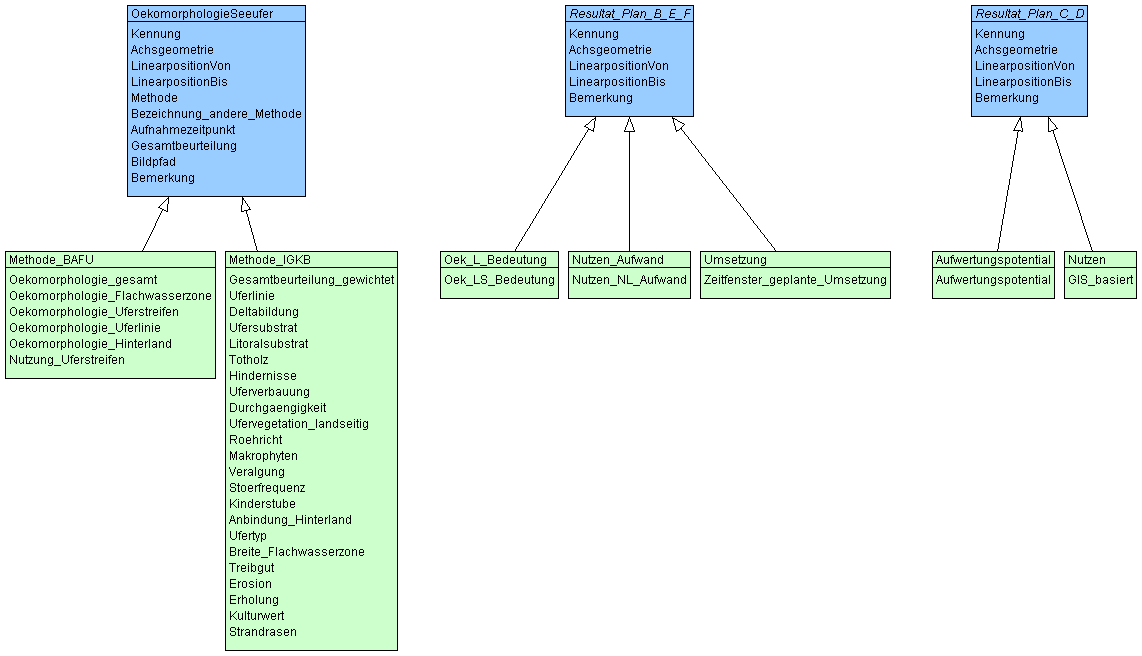 OekomorphologieSeeufer
Kennung
Achsgeometrie
LinearpositionVon
LinearpositionBis
Methode
Bezeichnung_andere_Methode
Aufnahmezeitpunkt
Gesamtbeurteilung
Bildpfad
Bemerkung
Resultat_Plan_B_E_F
Kennung
Achsgeometrie
LinearpositionVon
LinearpositionBis
Bemerkung
Resultat_Plan_C_D
Kennung
Achsgeometrie
LinearpositionVon
LinearpositionBis
Bemerkung
Methode_BAFU
Oekomorphologie_gesamt
Oekomorphologie_Flachwasserzone
Oekomorphologie_Uferstreifen
Oekomorphologie_Uferlinie
Oekomorphologie_Hinterland
Nutzung_Uferstreifen
Methode_IGKB
Gesamtbeurteilung_gewichtet
Uferlinie
Deltabildung
Ufersubstrat
Litoralsubstrat
Totholz
Hindernisse
Uferverbauung
Durchgaengigkeit
Ufervegetation_landseitig
Roehricht
Makrophyten
Veralgung
Stoerfrequenz
Kinderstube
Anbindung_Hinterland
Ufertyp
Breite_Flachwasserzone
Treibgut
Erosion
Erholung
Kulturwert
Strandrasen
Oek_L_Bedeutung
Oek_LS_Bedeutung
Nutzen_Aufwand
Nutzen_NL_Aufwand
Umsetzung
Zeitfenster_geplante_Umsetzung
Aufwertungspotential
Aufwertungspotential
Nutzen
GIS_basiert